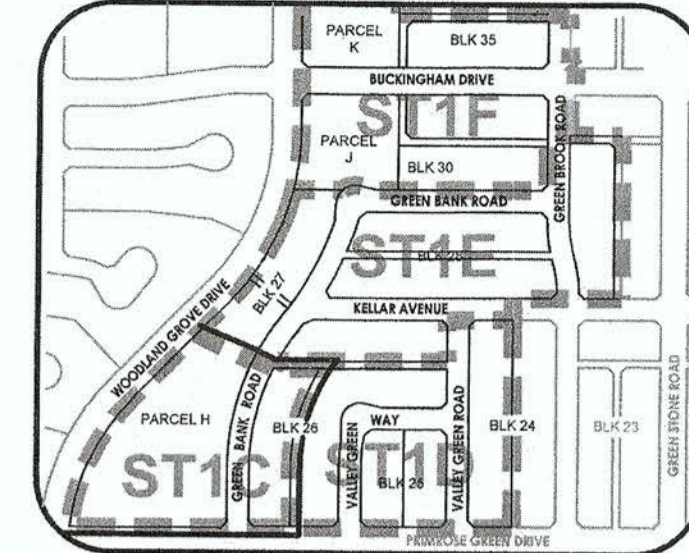 PARCEL
K
BLK 35
BUCKINGHAM DRIVE
ST1F
PARCEL
J
GREEN BROOK ROAD
BLK 30
GREEN BANK ROAD
ST1E
BLK 28
BLK 27
WOODLAND GROVE DRIVE
KELLAR AVENUE
PARCEL H
GREEN BANK ROAD
BLK 26
VALLEY GREEN
WAY
VALLEY GREEN ROAD
BLK 24
BLK 23
GREEN STONE ROAD
ST1C
ST1D
BLK 25
PRIMROSE GREEN DRIVE